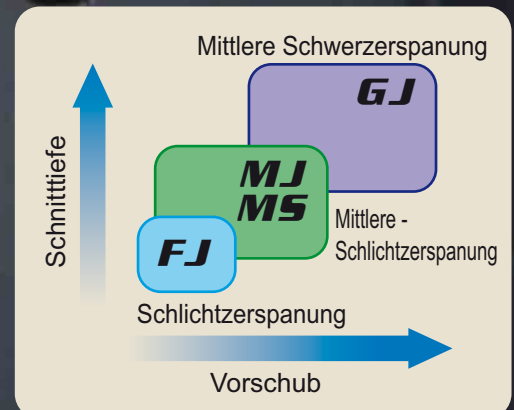 Mittlere Schwerzerspanung
GJ
Schnitttiefe
MJ
MS
Mittlere -
Schlichtzerspanung
FJ
Schlichtzerspanung
Vorschub